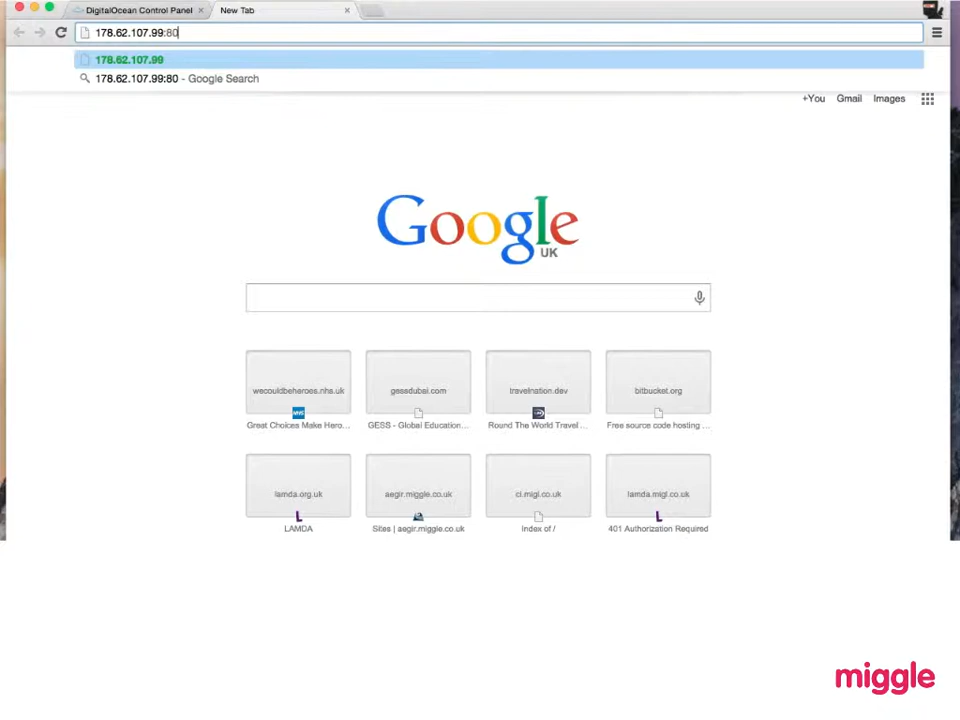 DigitalOcean Control Panel
New Tab
178.62.107.99:80
178.62.107.99
178.62.107.99:80 - Google Search
+You Gmail Images
Google
UK
wecouldbeheroes.nhs.uk
gessdubai.com
travelnation.dev
bitbucket.org
NHS
Great Choices Make Hero...
GESS - Global Education...
Round The World Travel ...
Free source code hosting ...
lamda.org.uk
aegir.miggle.co.uk
ci.migl.co.uk
lamda.migl.co.uk
L
L
LAMDA
Sites | aegir.miggle.co.uk
Index of /
401 Authorization Required
miggle